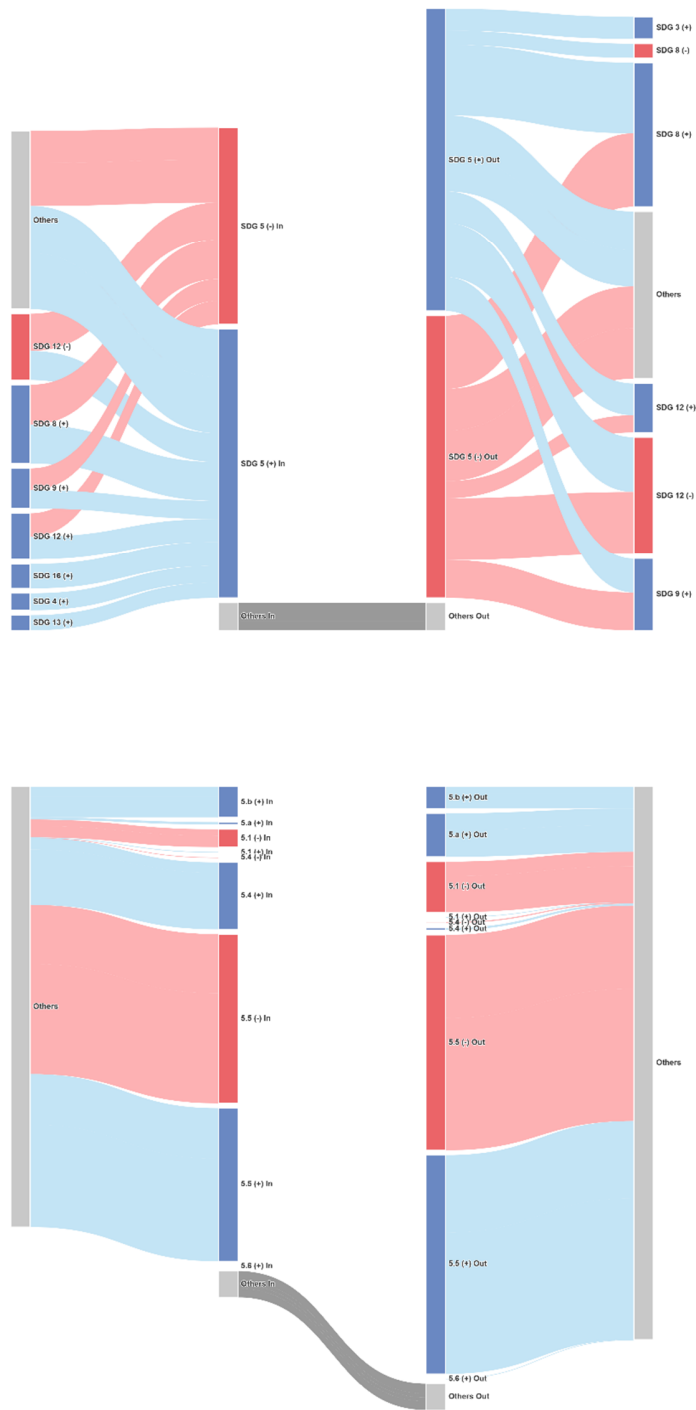 SDG 3 (+)
SDG 8 (-)
SDG 8 (+)
SDG 5 (+) Out
Others
SDG 5 (-) In
Others
SDG 12 (-)
SDG 12 (+)
SDG 8 (+)
SDG 5 (-) Out
SDG 5 (+) In
SDG 9 (+)
SDG 12 (-)
SDG 12 (+)
SDG 16 (+)
SDG 4 (+)
SDG 9 (+)
SDG 13 (+)
Others In
Others Out
5.b (+) In
5.b (+) Out
5.a (+) In
5.a (+) Out
5.1 (-) In
5.1 (+) In
5.4 (-) In
5.1 (-) Out
5.4 (+) In
5.1 (+) Out
5.4 (-) Out
5.4 (+) Out
Others
5.5 (-) In
5.5 (-) Out
Others
5.5 (+) In
5.5 (+) Out
5.6 (+) In
Others In
5.6 (+) Out
Others Out